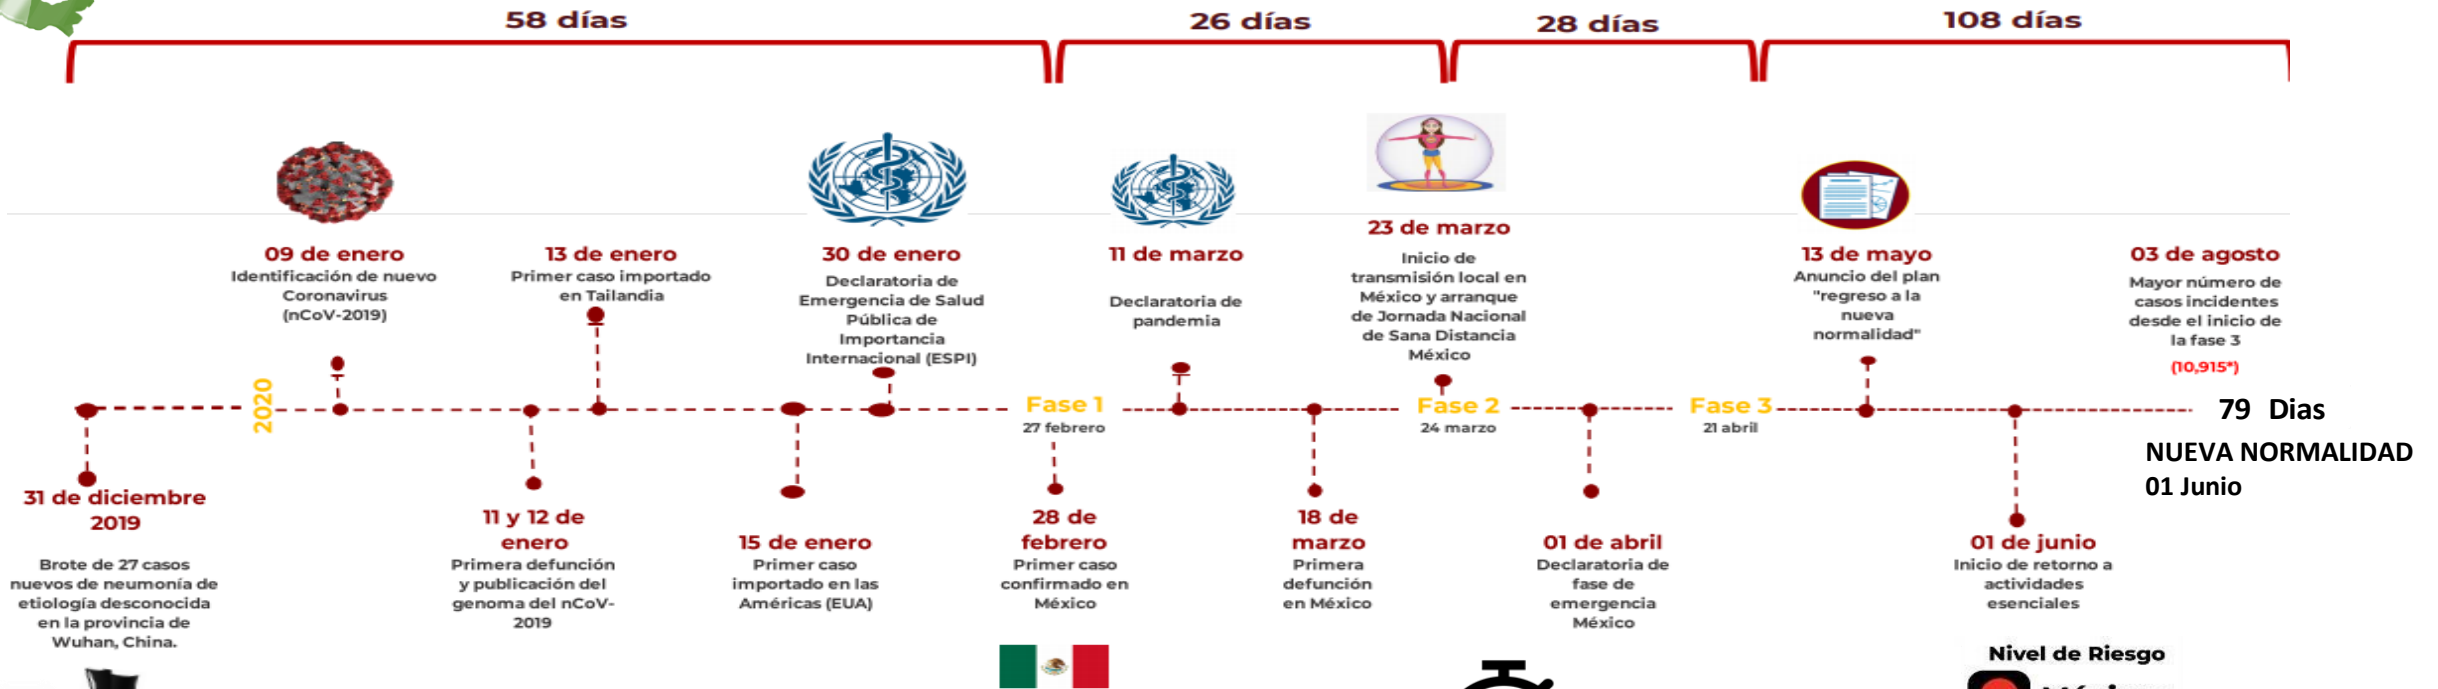 58 días
26 días
28 días
108 días
09 de enero
Identificación de nuevo
Coronavirus
(nCoV-2019)
13 de enero
Primer caso importado
en Tailandia
30 de enero
Declaratoria de
Emergencia de Salud
Pública de
Importancia
Internacional (ESPI)
11 de marzo
Declaratoria de
pandemia
23 de marzo
Inicio de
transmisión local en
México y arranque
de Jornada Nacional
de Sana Distancia
México
13 de mayo
Anuncio del plan
"regreso a la
nueva
normalidad"
03 de agosto
Mayor número de
casos incidentes
desde el inicio de
la fase 3
(10,915*)
2020
Fase 1
27 febrero
Fase 2
24 marzo
Fase 3
21 abril
79 Dias
NUEVA NORMALIDAD
01 Junio
31 de diciembre
2019
Brote de 27 casos
nuevos de neumonía de
etiología desconocida
en la provincia de
Wuhan, China.
11 y 12 de
enero
Primera defunción
y publicación del
genoma del nCoV-
2019
15 de enero
Primer caso
importado en las
Américas (EUA)
28 de
febrero
Primer caso
confirmado en
México
18 de
marzo
Primera
defunción
en México
01 de abril
Declaratoria de
fase de
emergencia
México
01 de junio
Inicio de retorno a
actividades
esenciales
Nivel de Riesgo